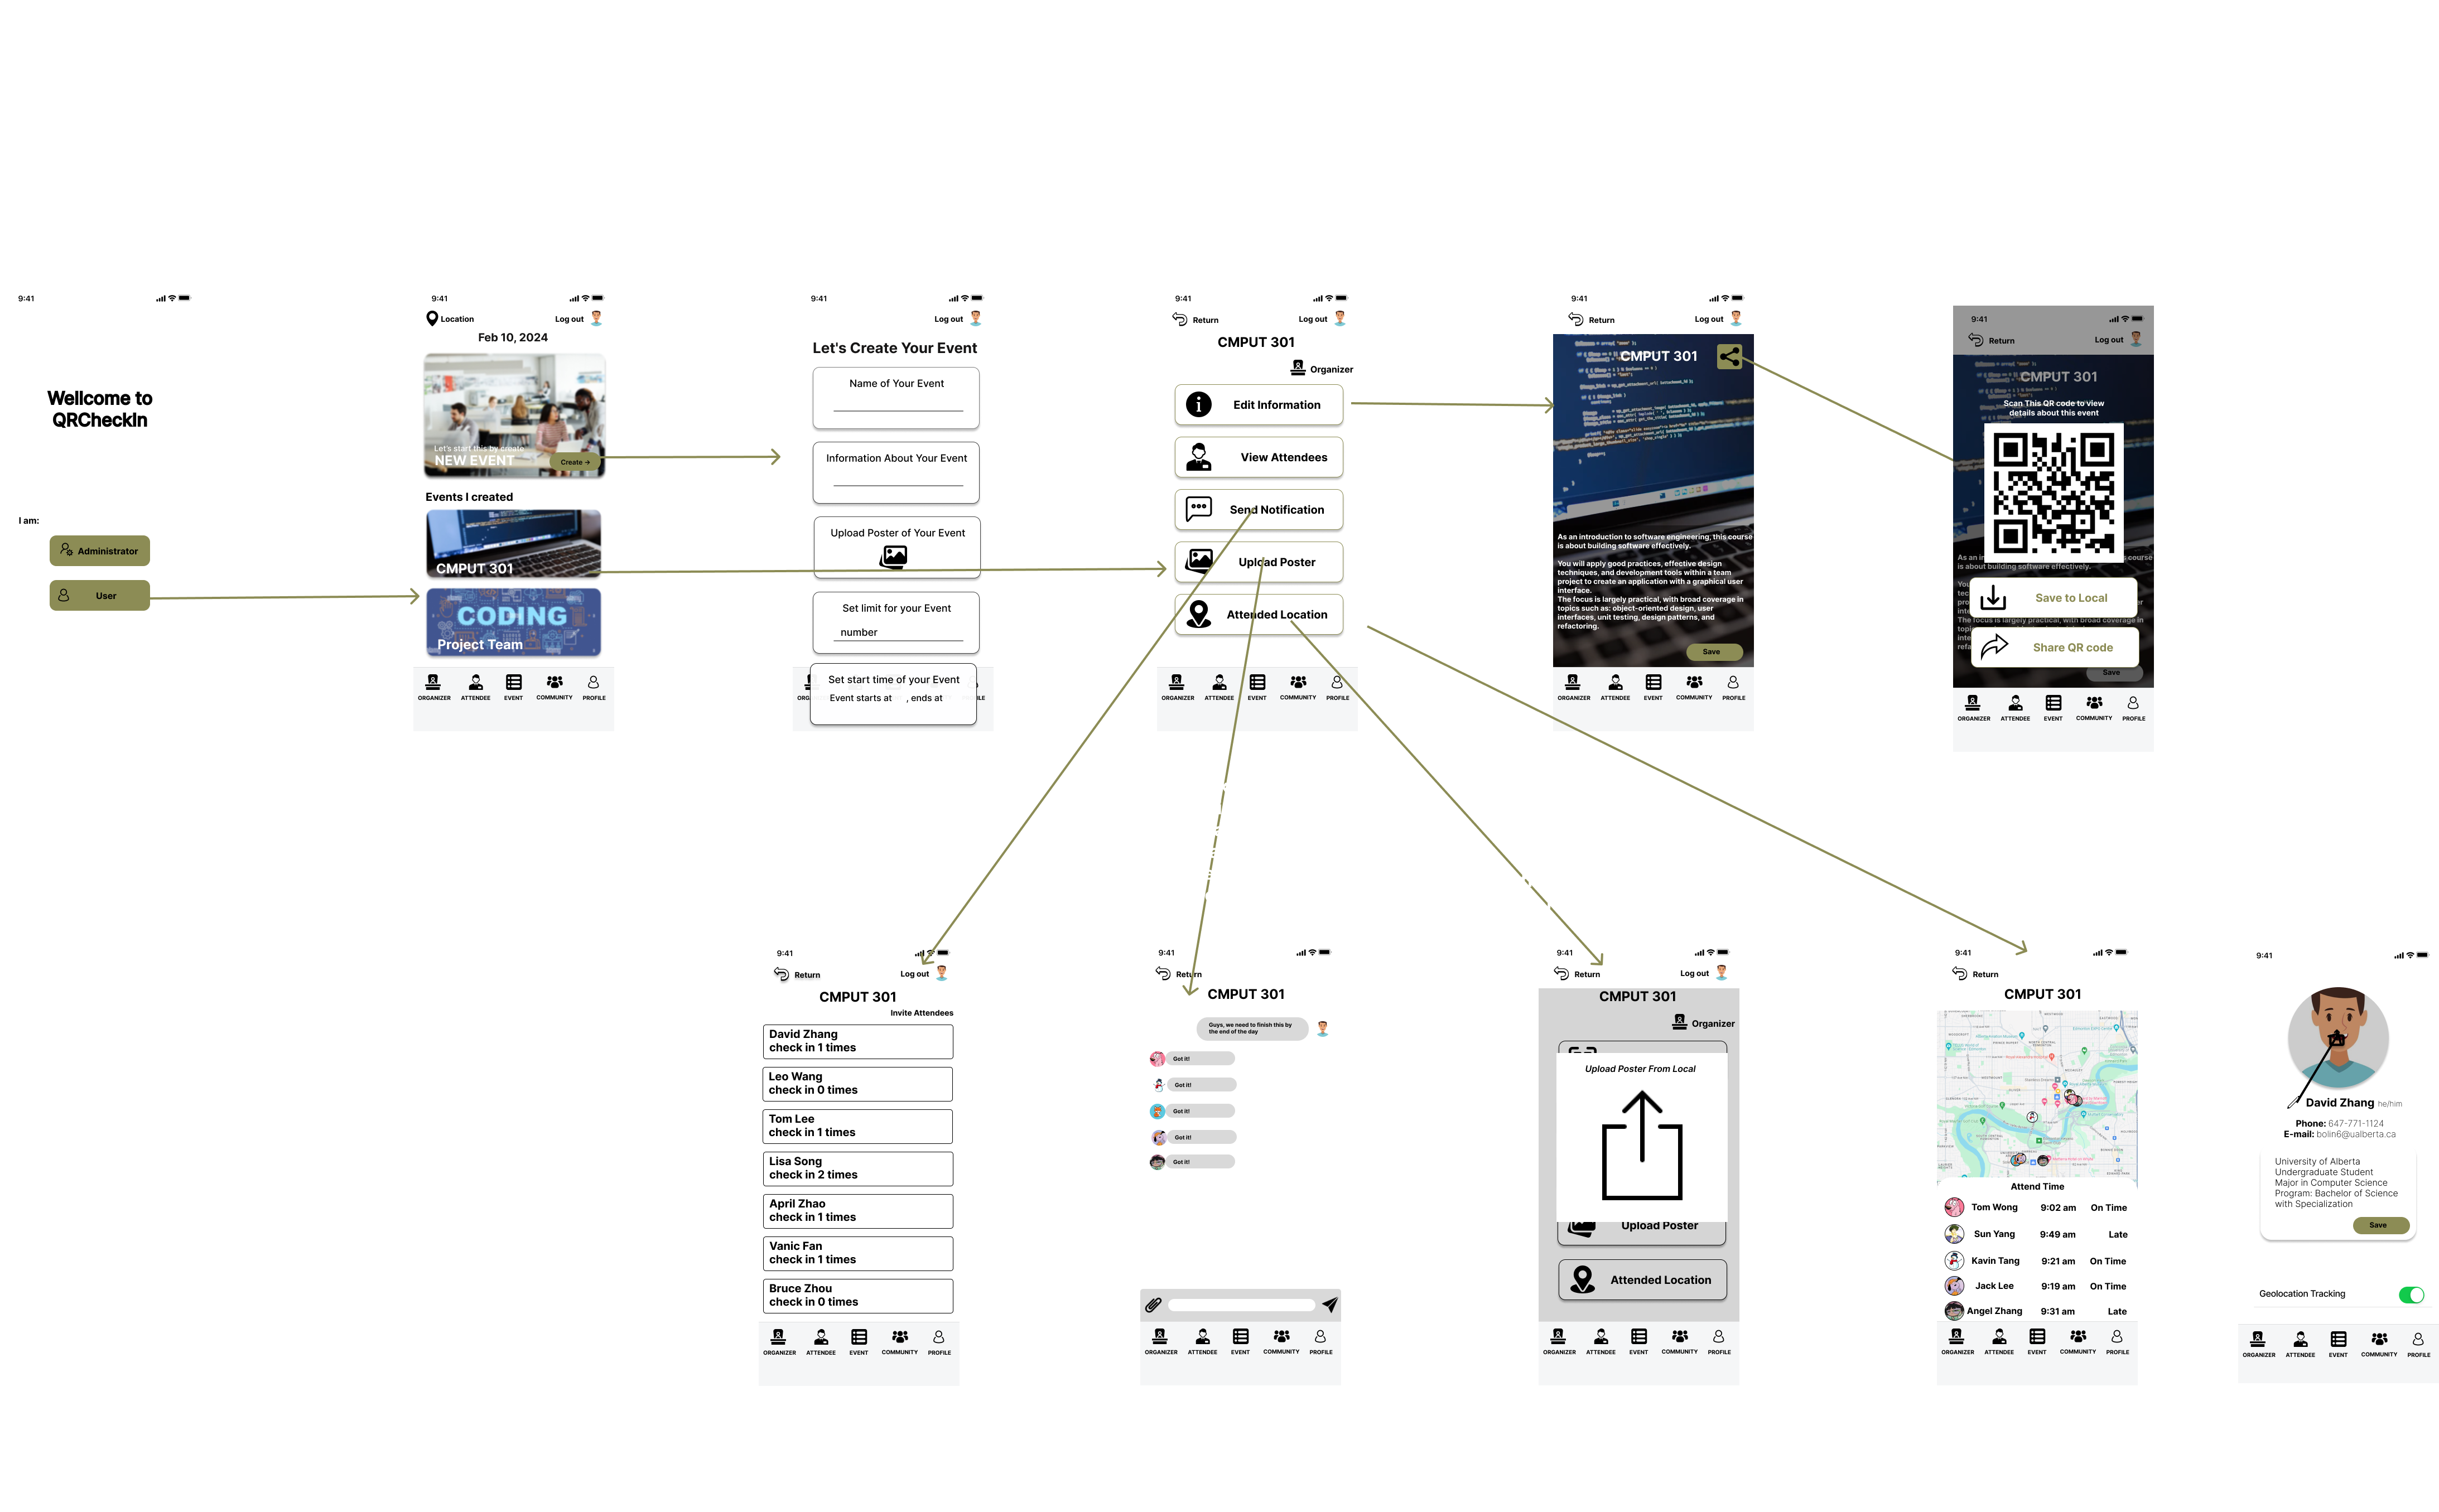 9:41
Wellcome to
QRCheckIn
I am:
Administrator
User
9:41
Location
Log out
Feb 10, 2024
Let's start this by create
NEW EVENT
Create →
Events I created
CMPUT 301
CODING
Project Team
ORGANIZER ATTENDEE EVENT COMMUNITY PROFILE
9:41
Log out
Let's Create Your Event
Name of Your Event
Information About Your Event
Upload Poster of Your Event
Set limit for your Event
number
Set start time of your Event
Event starts at , ends at
9:41
Return
Log out
CMPUT 301
Organizer
Edit Information
View Attendees
Send Notification
Upload Poster
Attended Location
ORGANIZER ATTENDEE EVENT COMMUNITY PROFILE
9:41
Return
Log out
CMPUT 301
As an introduction to software engineering, this course
is about building software effectively.
You will apply good practices, effective design
techniques, and development tools within a team
project to create an application with a graphical user
interface.
The focus is largely practical, with broad coverage in
topics such as: object-oriented design, user
interfaces, unit testing, design patterns, and
refactoring.
Save
ORGANIZER ATTENDEE EVENT COMMUNITY PROFILE
9:41
Return
Log out
CMPUT 301
Scan This QR code to view
details about this event
As an in course
is about building software effectively.
You
Save to Local
The focus is largely practical, with broad coverage in
Share QR code
Save
ORGANIZER ATTENDEE EVENT COMMUNITY PROFILE
9:41
Return
Log out
CMPUT 301
Invite Attendees
David Zhang
check in 1 times
Leo Wang
check in 0 times
Tom Lee
check in 1 times
Lisa Song
check in 2 times
April Zhao
check in 1 times
Vanic Fan
check in 1 times
Bruce Zhou
check in 0 times
ORGANIZER ATTENDEE EVENT COMMUNITY PROFILE
9:41
Return
CMPUT 301
Guys, we need to finish this by
the end of the day
Got it!
Got it!
Got it!
Got it!
Got it!
ORGANIZER ATTENDEE EVENT COMMUNITY PROFILE
9:41
Return
Log out
CMPUT 301
Organizer
Upload Poster From Local
Upload Poster
Attended Location
ORGANIZER ATTENDEE EVENT COMMUNITY PROFILE
9:41
Return
CMPUT 301
Attend Time
Tom Wong 9:02 am On Time
Sun Yang 9:49 am Late
Kavin Tang 9:21 am On Time
Jack Lee 9:19 am On Time
Angel Zhang 9:31 am Late
ORGANIZER ATTENDEE EVENT COMMUNITY PROFILE
9:41
David Zhang he/him
Phone: 647-771-1124
E-mail: bolin6@ualberta.ca
University of Alberta
Undergraduate Student
Major in Computer Science
Program: Bachelor of Science
with Specialization
Save
Geolocation Tracking
ORGANIZER ATTENDEE EVENT COMMUNITY PROFILE